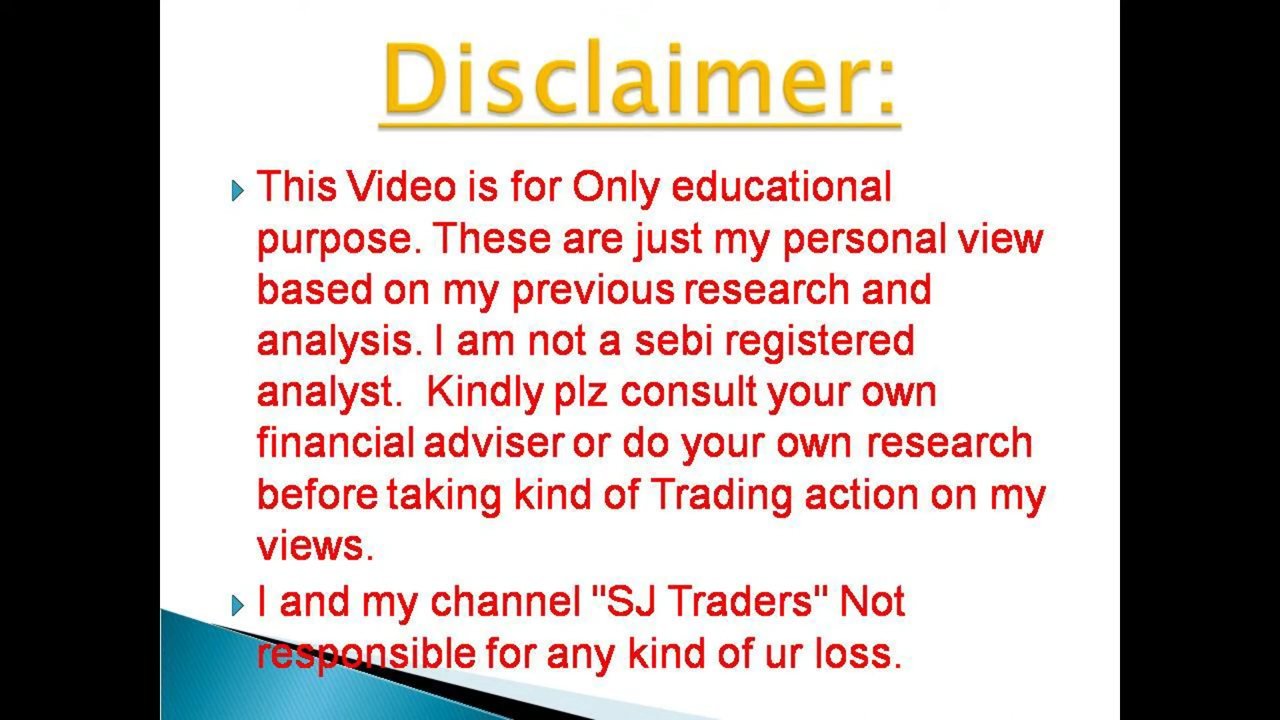 Disclaimer:
This Video is for Only educational
purpose. These are just my personal view
based on my previous research and
analysis. I am not a sebi registered
analyst.  Kindly plz consult your own
financial adviser or do your own research
before taking kind of Trading action on my
views.
I and my channel "SJ Traders" Not
responsible for any kind of ur loss.